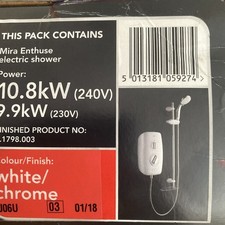 THIS PACK CONTAINS
Mira Enthuse
electric shower
Power:
10.8kW (240V)
9.9kW (230V)
FINISHED PRODUCT NO:
.1798.003
Colour/Finish:
white/
chrome
J06U 03 01/18
5 013181 059274 >